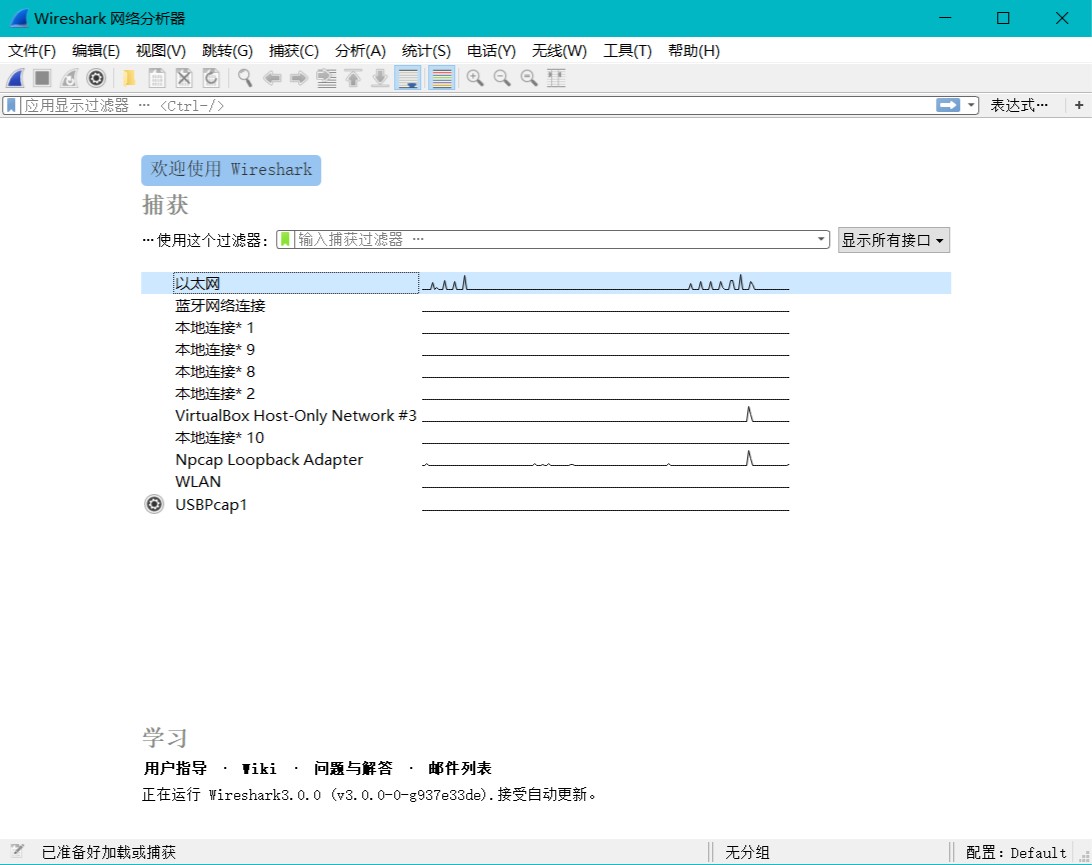 Wireshark 网络分析器
文件(F) 编辑(E) 视图(V) 跳转(G) 捕获(C) 分析(A) 统计(S) 电话(Y) 无线(W) 工具(T) 帮助(H)
应用显示过滤器 … <Ctrl-/> 表达式… +
欢迎使用 Wireshark
捕获
…使用这个过滤器: 输入捕获过滤器 … 显示所有接口
以太网
蓝牙网络连接
本地连接* 1
本地连接* 9
本地连接* 8
本地连接* 2
VirtualBox Host-Only Network #3
本地连接* 10
Npcap Loopback Adapter
WLAN
USBPcap1
学习
用户指导 · Wiki · 问题与解答 · 邮件列表
正在运行 Wireshark3.0.0 (v3.0.0-0-g937e33de).接受自动更新。
已准备好加载或捕获 无分组 配置: Default